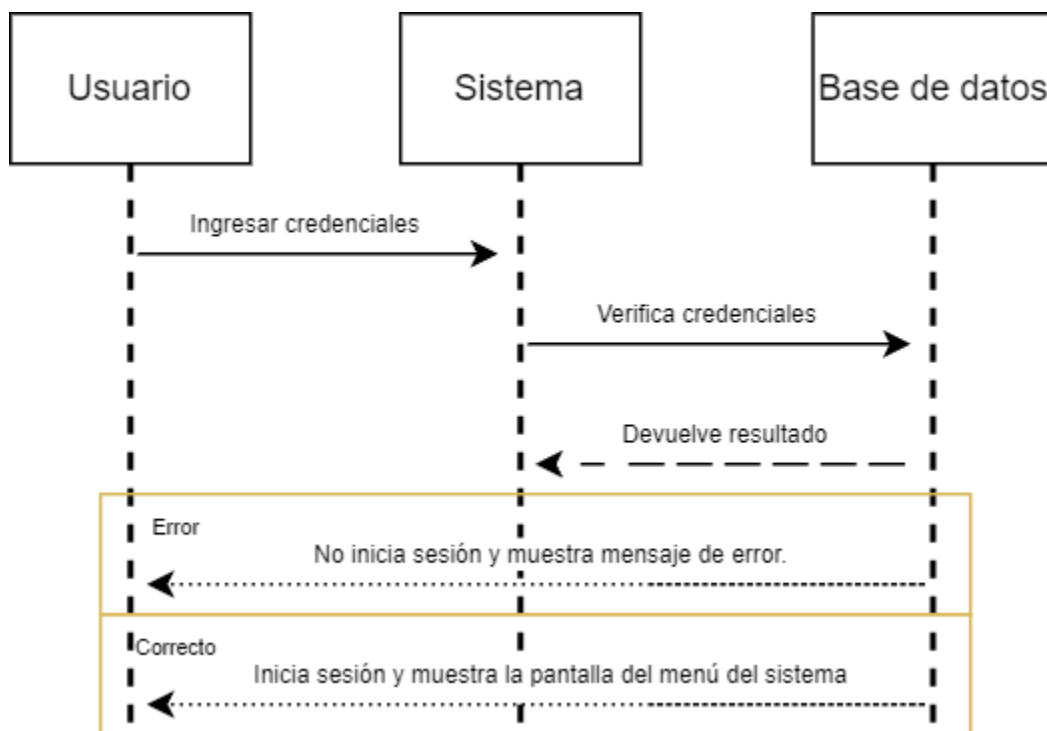 Usuario
Sistema
Base de datos
Ingresar credenciales
Verifica credenciales
Devuelve resultado
Error
No inicia sesión y muestra mensaje de error.
Correcto
Inicia sesión y muestra la pantalla del menú del sistema